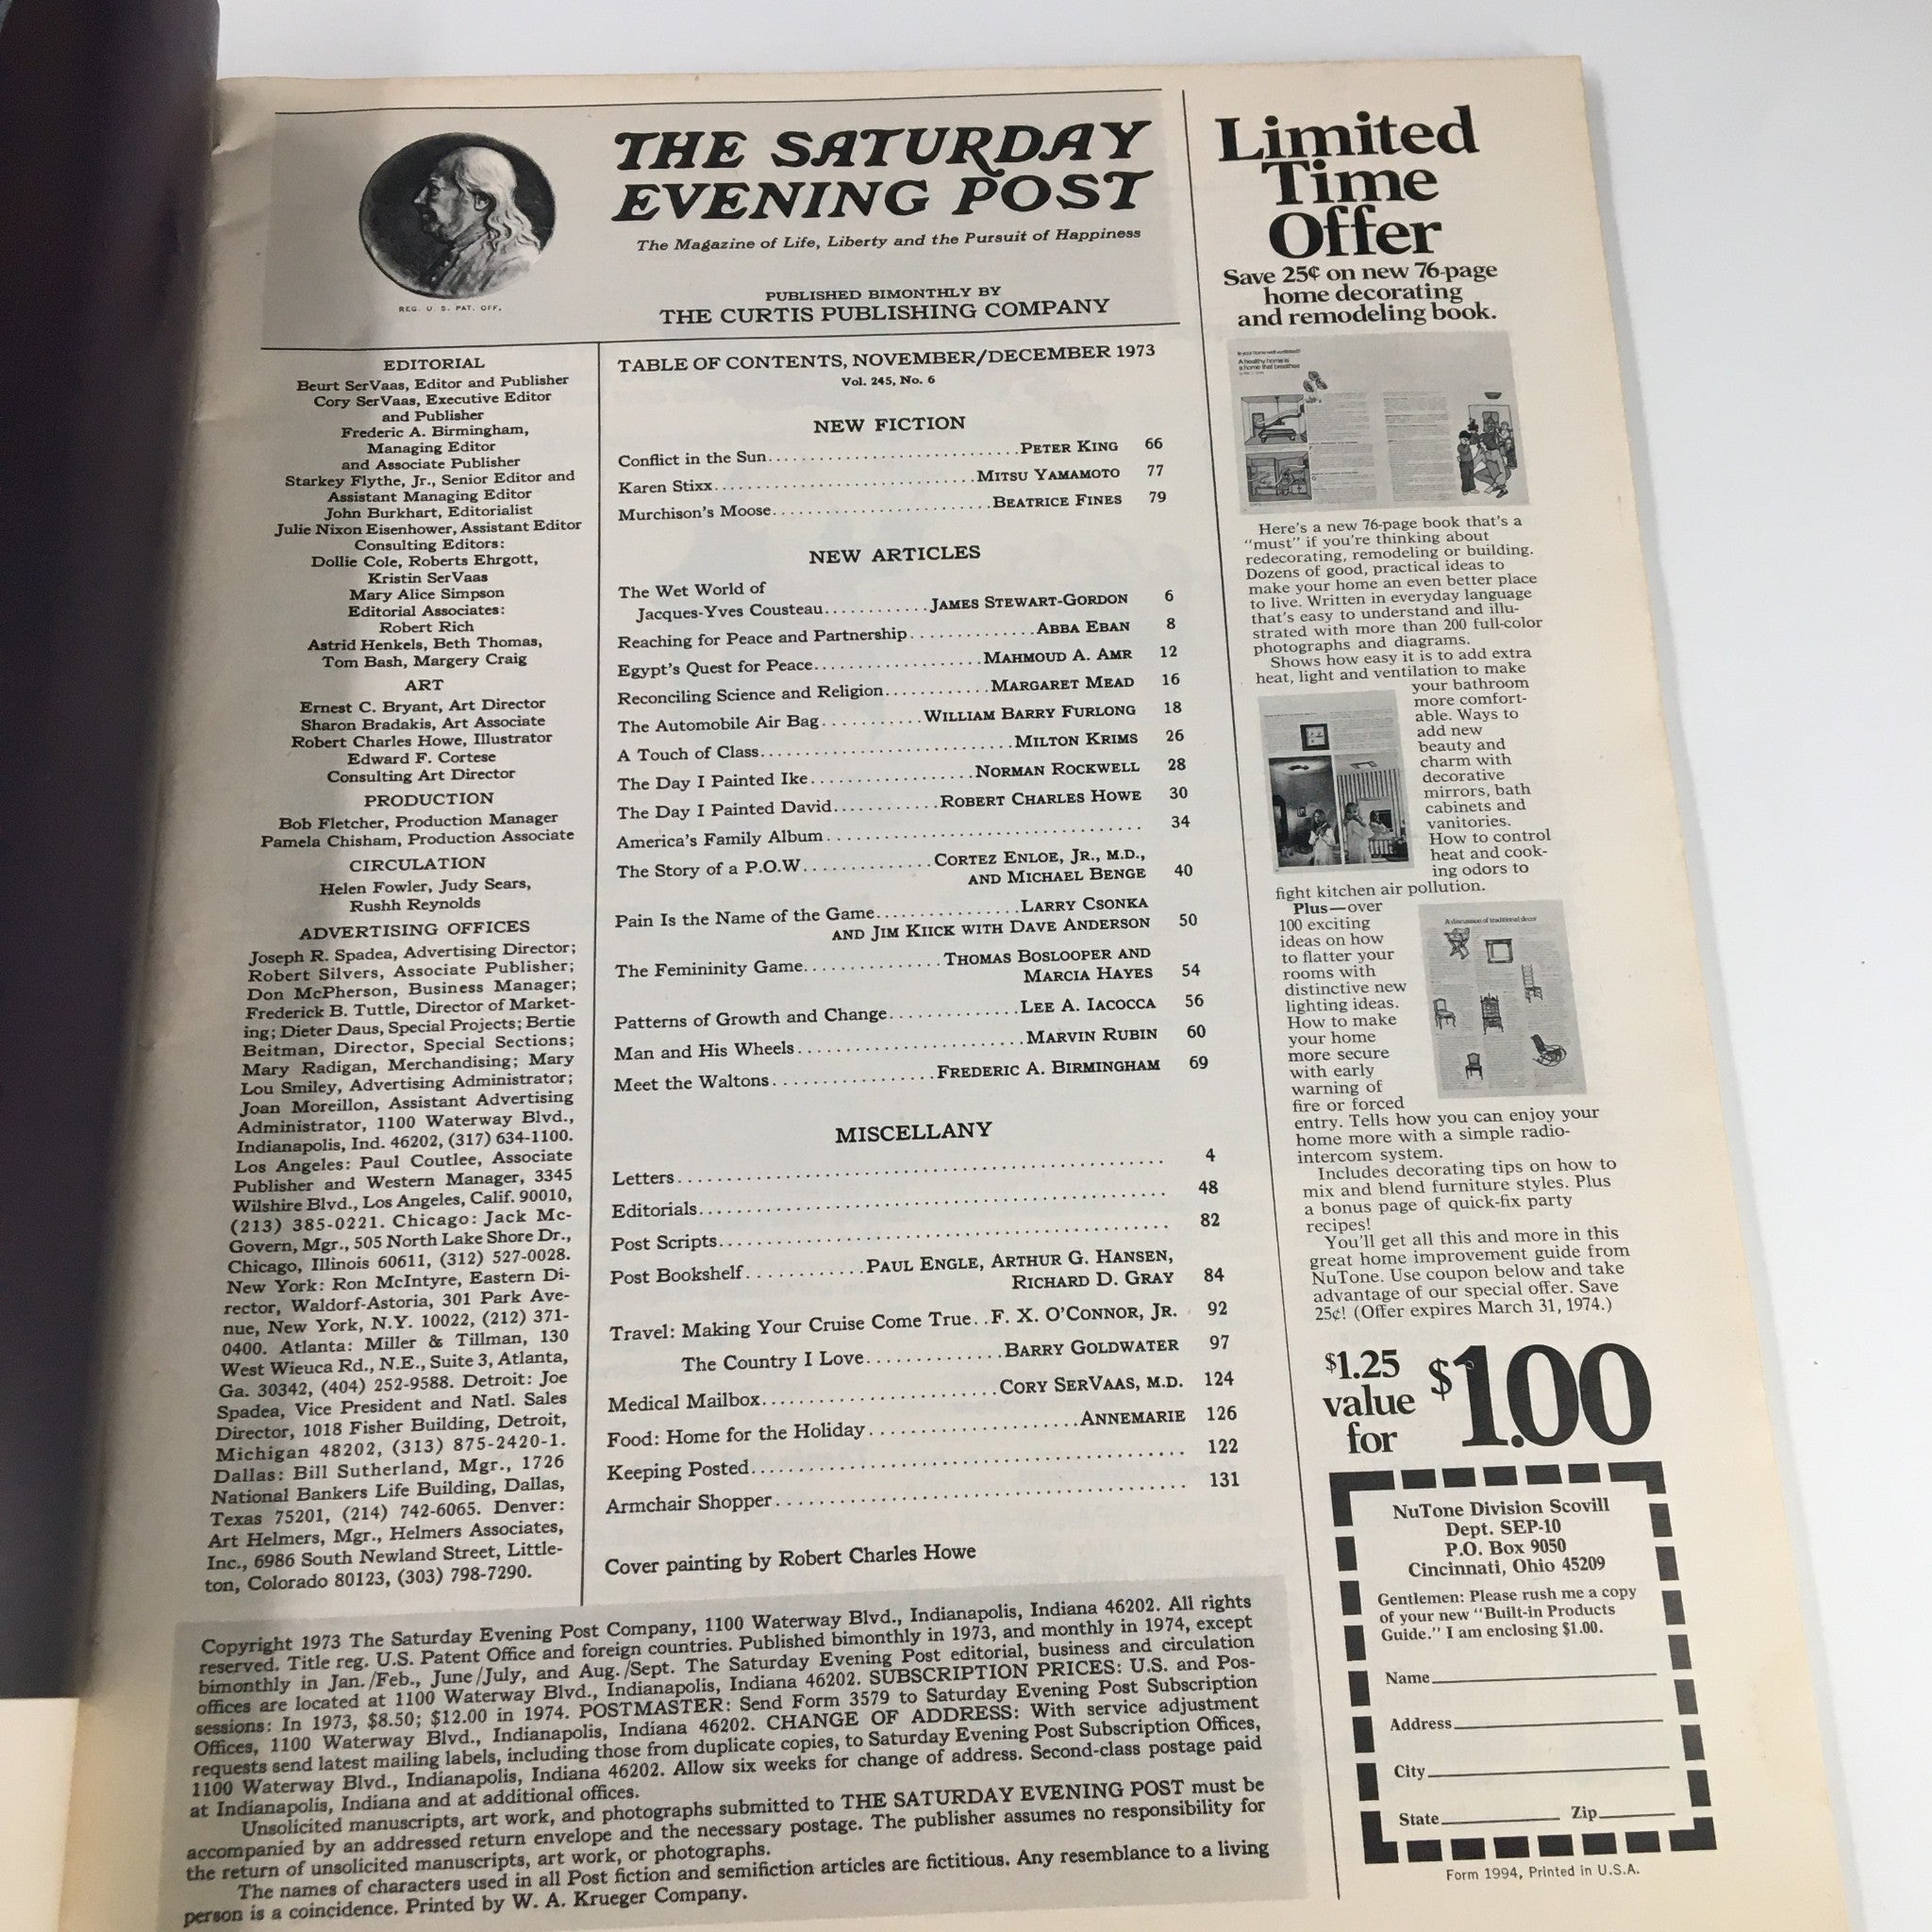 REG. U. S. PAT. OFF.
THE SATURDAY
EVENING POST
The Magazine of Life, Liberty and the Pursuit of Happiness
PUBLISHED BIMONTHLY BY
THE CURTIS PUBLISHING COMPANY
EDITORIAL
Beurt SerVaas, Editor and Publisher
Cory SerVaas, Executive Editor
and Publisher
Frederic A. Birmingham,
Managing Editor
and Associate Publisher
Starkey Flythe, Jr., Senior Editor and
Assistant Managing Editor
John Burkhart, Editorialist
Julie Nixon Eisenhower, Assistant Editor
Consulting Editors:
Dollie Cole, Roberts Ehrgott,
Kristin SerVaas
Mary Alice Simpson
Editorial Associates:
Robert Rich
Astrid Henkels, Beth Thomas,
Tom Bash, Margery Craig
ART
Ernest C. Bryant, Art Director
Sharon Bradakis, Art Associate
Robert Charles Howe, Illustrator
Edward F. Cortese
Consulting Art Director
PRODUCTION
Bob Fletcher, Production Manager
Pamela Chisham, Production Associate
CIRCULATION
Helen Fowler, Judy Sears,
Rushh Reynolds
ADVERTISING OFFICES
Joseph R. Spadea, Advertising Director;
Robert Silvers, Associate Publisher;
Don McPherson, Business Manager;
Frederick B. Tuttle, Director of Market-
ing; Dieter Daus, Special Projects; Bertie
Beitman, Director, Special Sections;
Mary Radigan, Merchandising; Mary
Lou Smiley, Advertising Administrator;
Joan Moreillon, Assistant Advertising
Administrator, 1100 Waterway Blvd.,
Indianapolis, Ind. 46202, (317) 634-1100.
Los Angeles: Paul Coutlee, Associate
Publisher and Western Manager, 3345
Wilshire Blvd., Los Angeles, Calif. 90010,
(213) 385-0221. Chicago: Jack Mc-
Govern, Mgr., 505 North Lake Shore Dr.,
Chicago, Illinois 60611, (312) 527-0028.
New York: Ron McIntyre, Eastern Di-
rector, Waldorf-Astoria, 301 Park Ave-
nue, New York, N.Y. 10022, (212) 371-
0400. Atlanta: Miller & Tillman, 130
West Wieuca Rd., N.E., Suite 3, Atlanta,
Ga. 30342, (404) 252-9588. Detroit: Joe
Spadea, Vice President and Natl. Sales
Director, 1018 Fisher Building, Detroit,
Michigan 48202, (313) 875-2420-1.
Dallas: Bill Sutherland, Mgr., 1726
National Bankers Life Building, Dallas,
Texas 75201, (214) 742-6065. Denver:
Art Helmers, Mgr., Helmers Associates,
Inc., 6986 South Newland Street, Little-
ton, Colorado 80123, (303) 798-7290.
TABLE OF CONTENTS, NOVEMBER/DECEMBER 1973
Vol. 245, No. 6
NEW FICTION
Conflict in the Sun............................PETER KING 66
Karen Stixx............................MITSU YAMAMOTO 77
Murchison's Moose........................BEATRICE FINES 79
NEW ARTICLES
The Wet World of
Jacques-Yves Cousteau............JAMES STEWART-GORDON 6
Reaching for Peace and Partnership..............ABBA EBAN 8
Egypt's Quest for Peace...................MAHMOUD A. AMR 12
Reconciling Science and Religion............MARGARET MEAD 16
The Automobile Air Bag...........WILLIAM BARRY FURLONG 18
A Touch of Class............................MILTON KRIMS 26
The Day I Painted Ike..................NORMAN ROCKWELL 28
The Day I Painted David............ROBERT CHARLES HOWE 30
America's Family Album................................... 34
The Story of a P.O.W..............CORTEZ ENLOE, JR., M.D.,
AND MICHAEL BENGE 40
Pain Is the Name of the Game................LARRY CSONKA
AND JIM KIICK WITH DAVE ANDERSON 50
The Femininity Game...............THOMAS BOSLOOPER AND
MARCIA HAYES 54
Patterns of Growth and Change..............LEE A. IACOCCA 56
Man and His Wheels.........................MARVIN RUBIN 60
Meet the Waltons..................FREDERIC A. BIRMINGHAM 69
MISCELLANY
Letters..................................................... 4
Editorials.................................................. 48
Post Scripts................................................ 82
Post Bookshelf............PAUL ENGLE, ARTHUR G. HANSEN,
RICHARD D. GRAY 84
Travel: Making Your Cruise Come True..F. X. O'CONNOR, JR. 92
The Country I Love...............BARRY GOLDWATER 97
Medical Mailbox..........................CORY SERVAAS, M.D. 124
Food: Home for the Holiday.......................ANNEMARIE 126
Keeping Posted.............................................. 122
Armchair Shopper............................................ 131
Cover painting by Robert Charles Howe
Copyright 1973 The Saturday Evening Post Company, 1100 Waterway Blvd., Indianapolis, Indiana 46202. All rights
reserved. Title reg. U.S. Patent Office and foreign countries. Published bimonthly in 1973, and monthly in 1974, except
bimonthly in Jan./Feb., June/July, and Aug./Sept. The Saturday Evening Post editorial, business and circulation
offices are located at 1100 Waterway Blvd., Indianapolis, Indiana 46202. SUBSCRIPTION PRICES: U.S. and Pos-
sessions: In 1973, $8.50; $12.00 in 1974. POSTMASTER: Send Form 3579 to Saturday Evening Post Subscription
Offices, 1100 Waterway Blvd., Indianapolis, Indiana 46202. CHANGE OF ADDRESS: With service adjustment
requests send latest mailing labels, including those from duplicate copies, to Saturday Evening Post Subscription Offices,
1100 Waterway Blvd., Indianapolis, Indiana 46202. Allow six weeks for change of address. Second-class postage paid
at Indianapolis, Indiana and at additional offices.
Unsolicited manuscripts, art work, and photographs submitted to THE SATURDAY EVENING POST must be
accompanied by an addressed return envelope and the necessary postage. The publisher assumes no responsibility for
the return of unsolicited manuscripts, art work, or photographs.
The names of characters used in all Post fiction and semifiction articles are fictitious. Any resemblance to a living
person is a coincidence. Printed by W. A. Krueger Company.
Limited
Time
Offer
Save 25¢ on new 76-page
home decorating
and remodeling book.
Is your home well ventilated?
A healthy home is
a home that breathes
Here's a new 76-page book that's a
"must" if you're thinking about
redecorating, remodeling or building.
Dozens of good, practical ideas to
make your home an even better place
to live. Written in everyday language
that's easy to understand and illu-
strated with more than 200 full-color
photographs and diagrams.
Shows how easy it is to add extra
heat, light and ventilation to make
your bathroom
more comfort-
able. Ways to
add new
beauty and
charm with
decorative
mirrors, bath
cabinets and
vanitories.
How to control
heat and cook-
ing odors to
fight kitchen air pollution.
Plus—over
100 exciting
ideas on how
to flatter your
rooms with
distinctive new
lighting ideas.
How to make
your home
more secure
with early
warning of
fire or forced
A discussion of traditional decor
entry. Tells how you can enjoy your
home more with a simple radio-
intercom system.
Includes decorating tips on how to
mix and blend furniture styles. Plus
a bonus page of quick-fix party
recipes!
You'll get all this and more in this
great home improvement guide from
NuTone. Use coupon below and take
advantage of our special offer. Save
25¢! (Offer expires March 31, 1974.)
$1.25
value
for
$1.00
NuTone Division Scovill
Dept. SEP-10
P.O. Box 9050
Cincinnati, Ohio 45209
Gentlemen: Please rush me a copy
of your new "Built-in Products
Guide." I am enclosing $1.00.
Name
Address
City
State Zip
Form 1994, Printed in U.S.A.